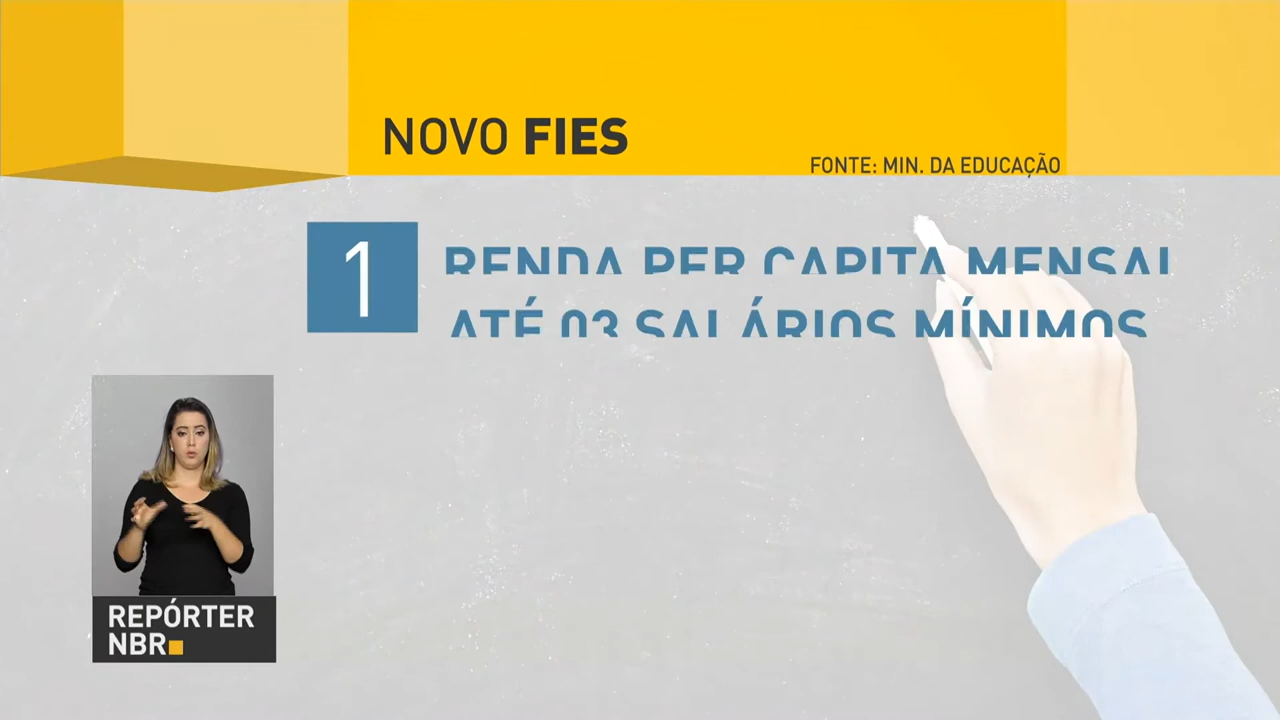 NOVO FIES
FONTE: MIN. DA EDUCAÇÃO
1
RENDA PER CAPITA MENSAL
ATÉ 03 SALÁRIOS MÍNIMOS
REPÓRTER
NBR